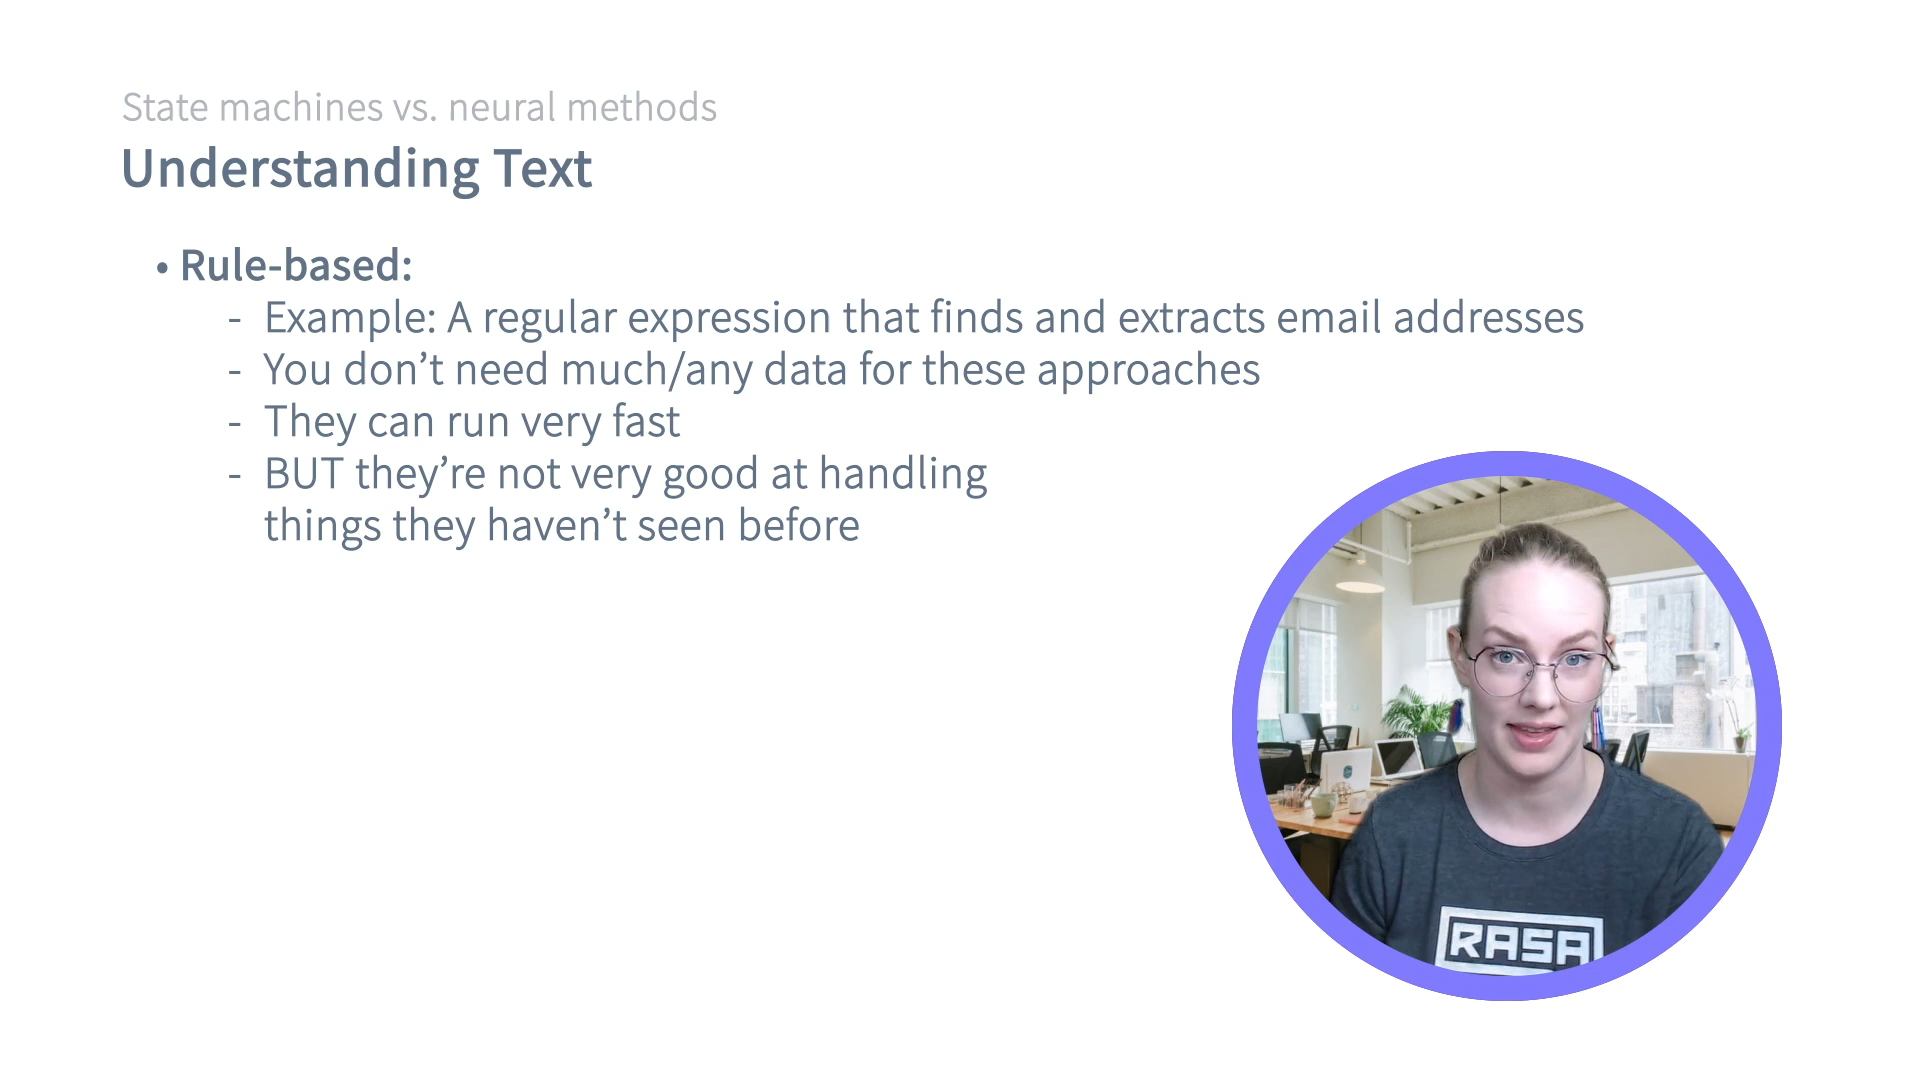 State machines vs. neural methods
Understanding Text
• Rule-based:
- Example: A regular expression that finds and extracts email addresses
- You don’t need much/any data for these approaches
- They can run very fast
- BUT they’re not very good at handling
things they haven’t seen before
RASA